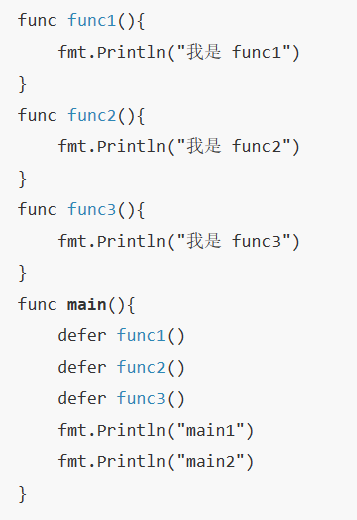 func func1(){
    fmt.Println("我是 func1")
}
func func2(){
    fmt.Println("我是 func2")
}
func func3(){
    fmt.Println("我是 func3")
}
func main(){
    defer func1()
    defer func2()
    defer func3()
    fmt.Println("main1")
    fmt.Println("main2")
}